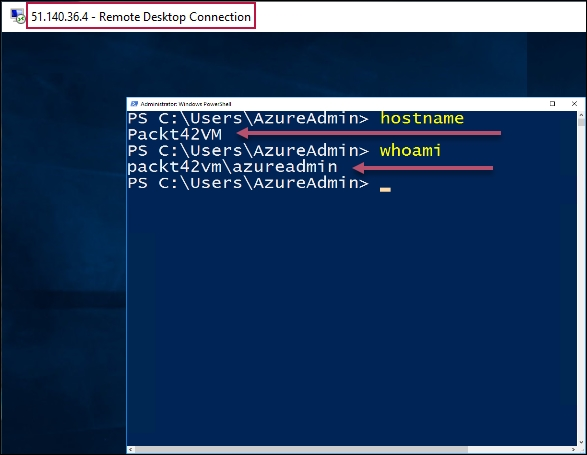 51.140.36.4 - Remote Desktop Connection
Administrator: Windows PowerShell
PS C:\Users\AzureAdmin> hostname
Packt42VM
PS C:\Users\AzureAdmin> whoami
packt42vm\azureadmin
PS C:\Users\AzureAdmin>